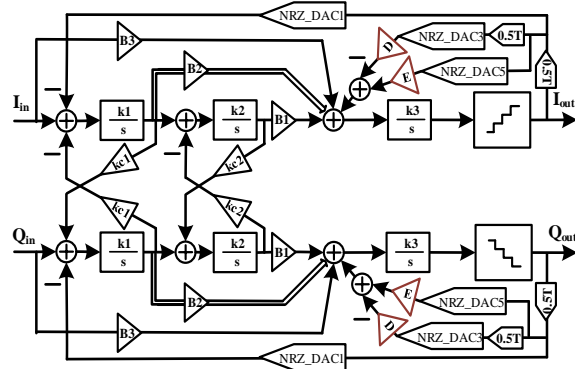 NRZ_DAC1
B3
D
NRZ_DAC3
0.5T
B2
E
NRZ_DAC5
0.5T
I_in
k1
s
k2
s
B1
k3
s
I_out
kc1
kc2
kc1
kc2
Q_in
k1
s
k2
s
B1
k3
s
Q_out
B2
E
NRZ_DAC5
0.5T
B3
D
NRZ_DAC3
0.5T
NRZ_DAC1